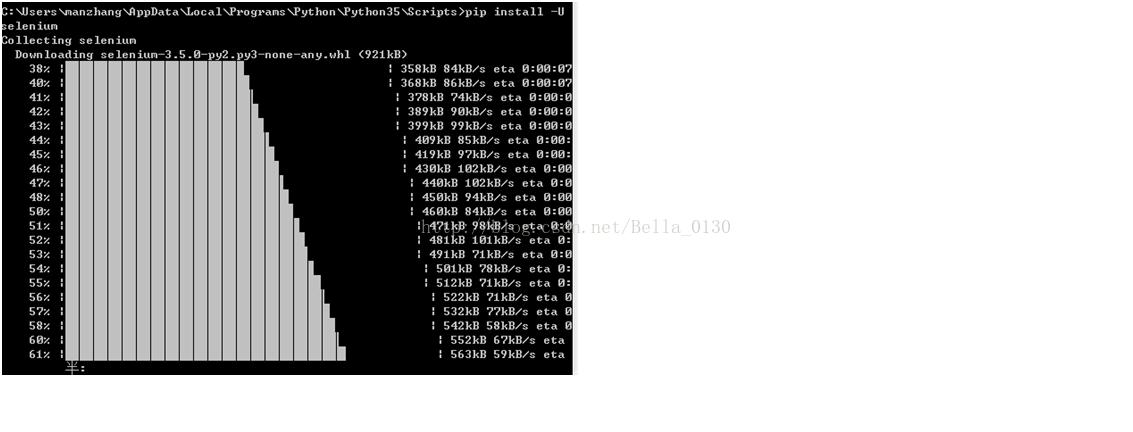 C:\Users\manzhang\AppData\Local\Programs\Python\Python35\Scripts>pip install -U
selenium
Collecting selenium
Downloading selenium-3.5.0-py2.py3-none-any.whl (921kB)
38% | | 358kB 84kB/s eta 0:00:07
40% | | 368kB 86kB/s eta 0:00:07
41% | | 378kB 74kB/s eta 0:00:0
42% | | 389kB 90kB/s eta 0:00:0
43% | | 399kB 99kB/s eta 0:00:0
44% | | 409kB 85kB/s eta 0:00:
45% | | 419kB 97kB/s eta 0:00:
46% | | 430kB 102kB/s eta 0:00
47% | | 440kB 102kB/s eta 0:0
48% | | 450kB 94kB/s eta 0:00
50% | | 460kB 84kB/s eta 0:00
51% | | 471kB 98kB/s eta 0:0
http://blog.csdn.net/Bella_0130
52% | | 481kB 101kB/s eta 0:
53% | | 491kB 71kB/s eta 0:0
54% | | 501kB 78kB/s eta 0:
55% | | 512kB 71kB/s eta 0:
56% | | 522kB 71kB/s eta 0
57% | | 532kB 77kB/s eta 0
58% | | 542kB 58kB/s eta 0
60% | | 552kB 67kB/s eta
61% | | 563kB 59kB/s eta
半: